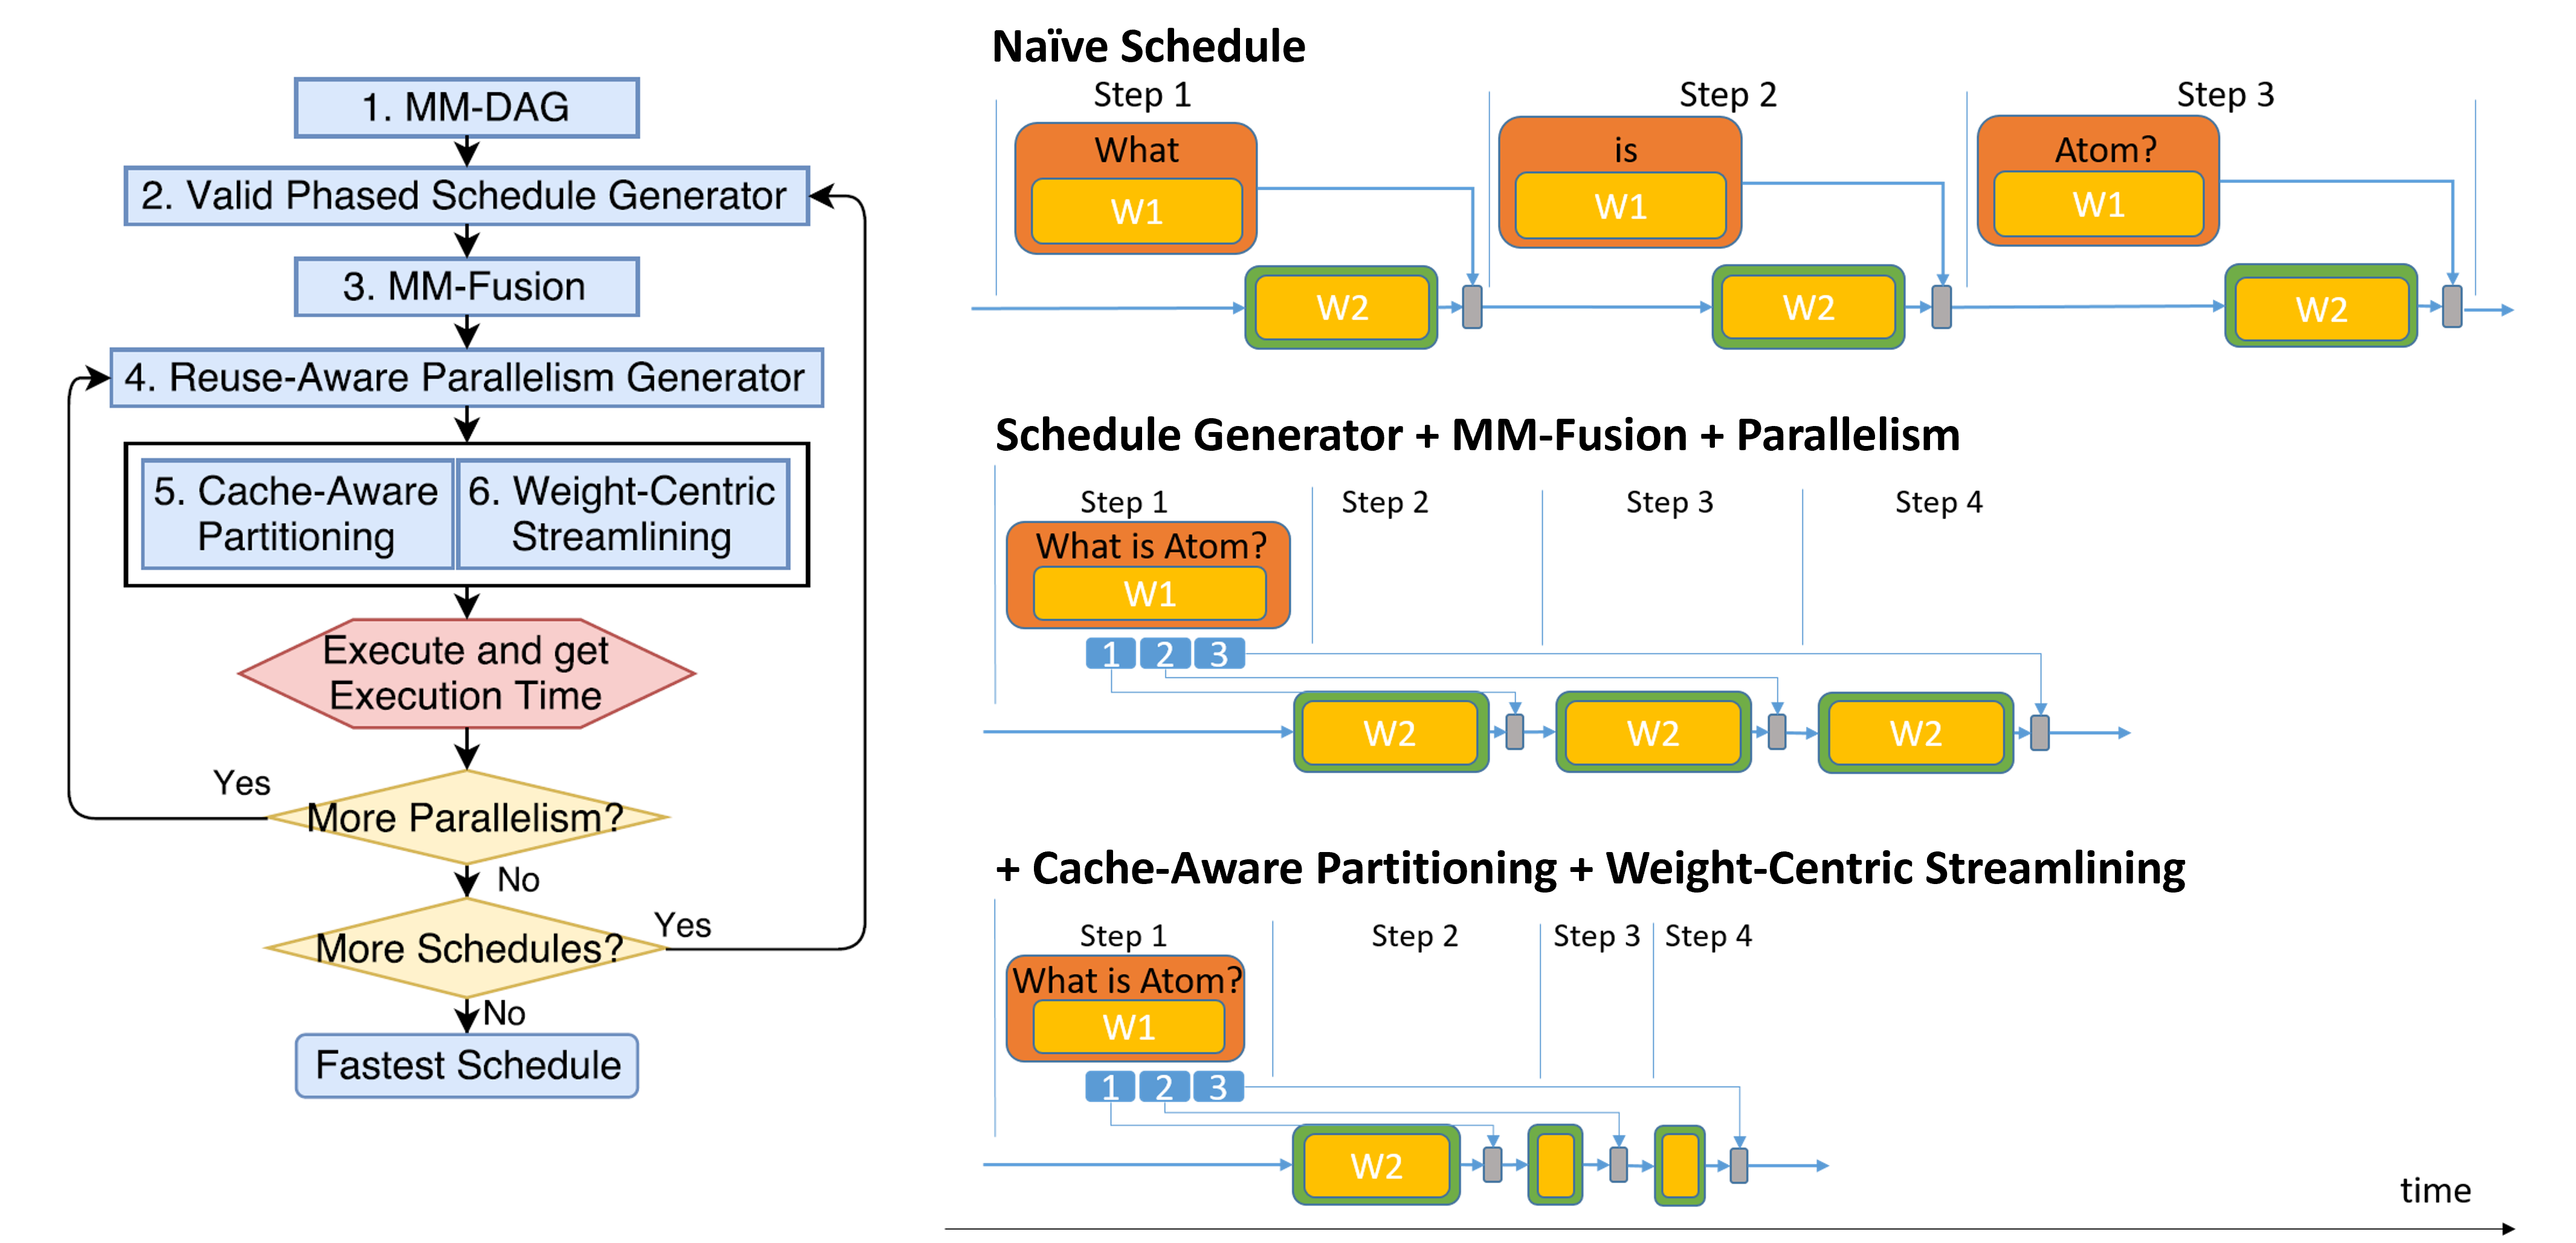 1. MM-DAG
2. Valid Phased Schedule Generator
3. MM-Fusion
4. Reuse-Aware Parallelism Generator
5. Cache-Aware
Partitioning
6. Weight-Centric
Streamlining
Execute and get
Execution Time
More Parallelism?
Yes
No
More Schedules?
Yes
No
Fastest Schedule
Naïve Schedule
Step 1
Step 2
Step 3
What
W1
is
W1
Atom?
W1
W2
W2
W2
Schedule Generator + MM-Fusion + Parallelism
Step 1
Step 2
Step 3
Step 4
What is Atom?
W1
1 2 3
W2
W2
W2
+ Cache-Aware Partitioning + Weight-Centric Streamlining
Step 1
Step 2
Step 3
Step 4
What is Atom?
W1
1 2 3
W2
time